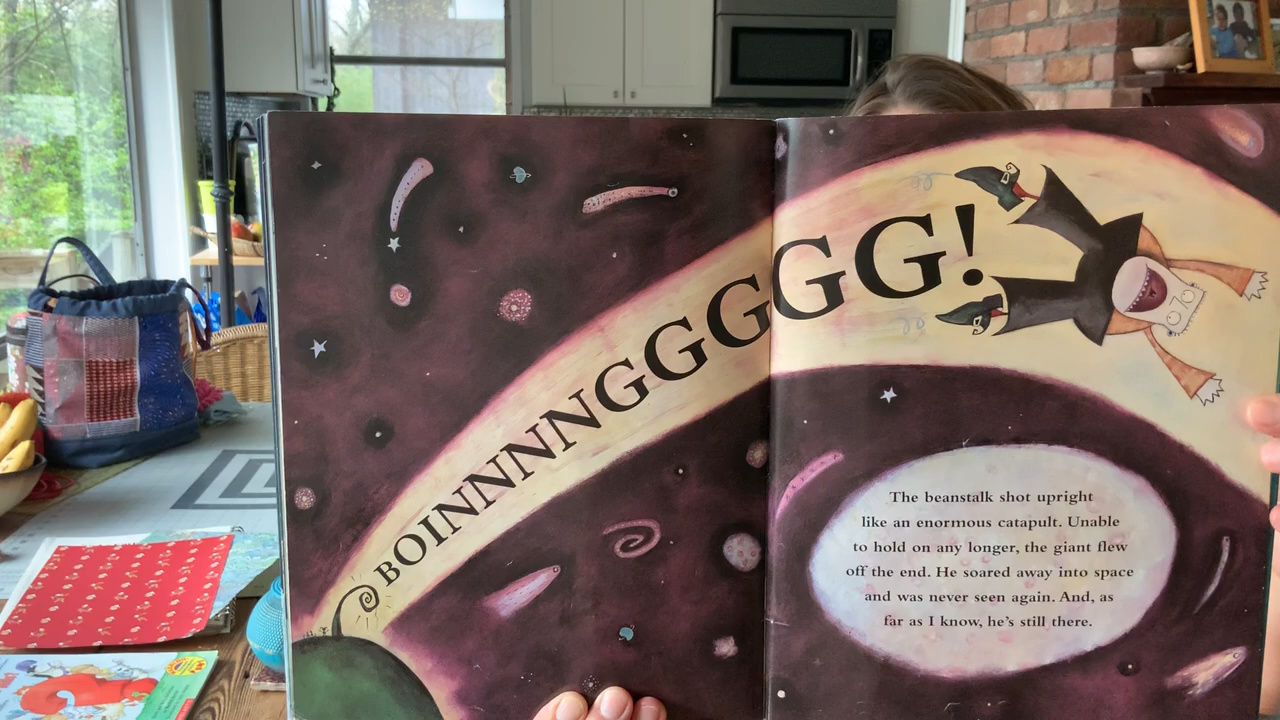 BOINNNNGGGGG!
The beanstalk shot upright
like an enormous catapult. Unable
to hold on any longer, the giant flew
off the end. He soared away into space
and was never seen again. And, as
far as I know, he's still there.